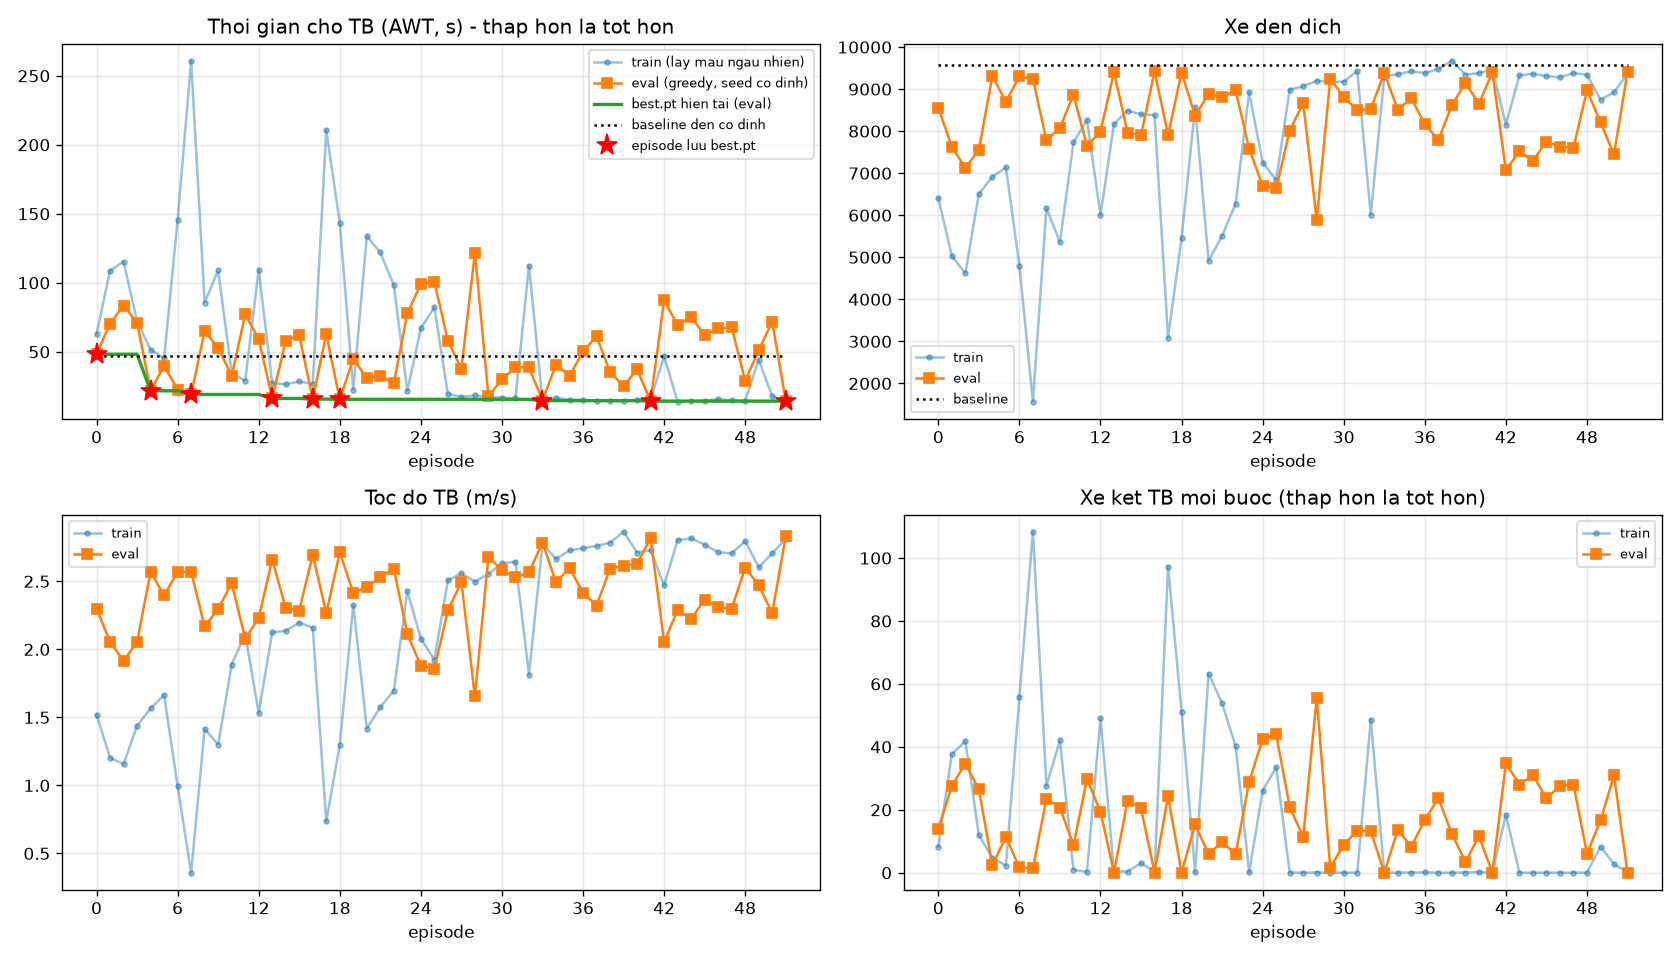 Thoi gian cho TB (AWT, s) - thap hon la tot hon
250
200
150
100
50
train (lay mau ngau nhien)
eval (greedy, seed co dinh)
best.pt hien tai (eval)
baseline den co dinh
episode luu best.pt
0 6 12 18 24 30 36 42 48
episode
Xe den dich
10000
9000
8000
7000
6000
5000
4000
3000
2000
train
eval
baseline
0 6 12 18 24 30 36 42 48
episode
Toc do TB (m/s)
train
eval
2.5
2.0
1.5
1.0
0.5
0 6 12 18 24 30 36 42 48
episode
Xe ket TB moi buoc (thap hon la tot hon)
train
eval
100
80
60
40
20
0
0 6 12 18 24 30 36 42 48
episode